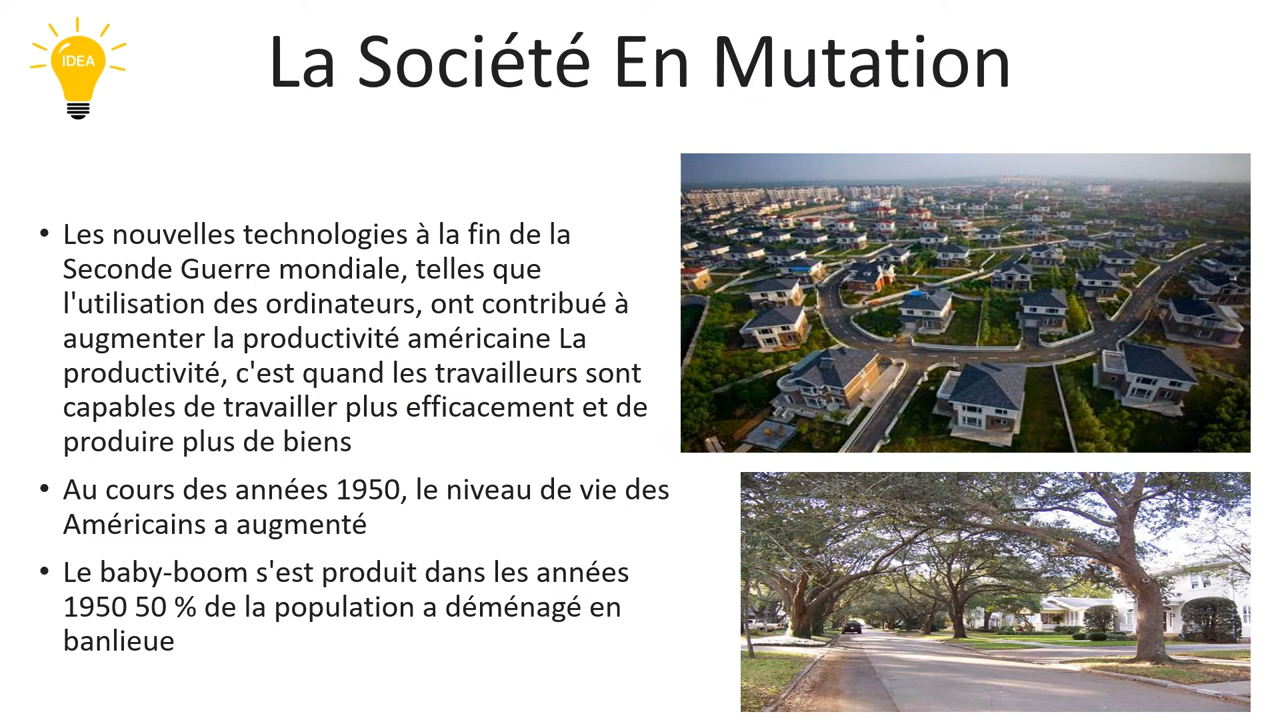 IDEA
La Société En Mutation
• Les nouvelles technologies à la fin de la
Seconde Guerre mondiale, telles que
l'utilisation des ordinateurs, ont contribué à
augmenter la productivité américaine La
productivité, c'est quand les travailleurs sont
capables de travailler plus efficacement et de
produire plus de biens
• Au cours des années 1950, le niveau de vie des
Américains a augmenté
• Le baby-boom s'est produit dans les années
1950 50 % de la population a déménagé en
banlieue